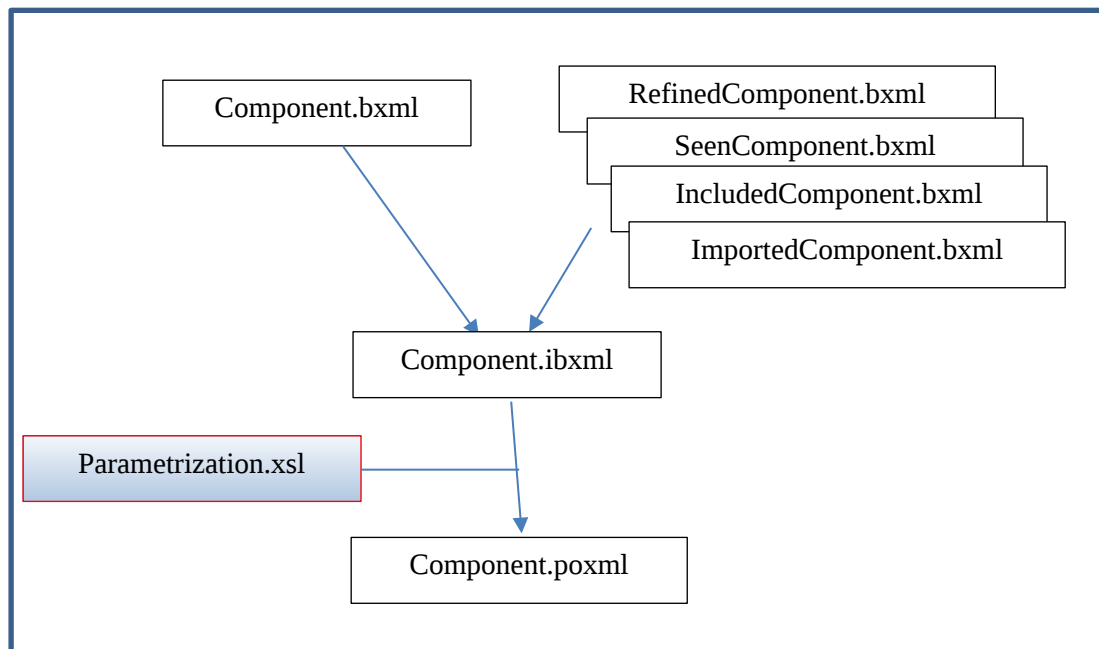 Component.bxml
RefinedComponent.bxml
SeenComponent.bxml
IncludedComponent.bxml
ImportedComponent.bxml
Component.ibxml
Parametrization.xsl
Component.poxml